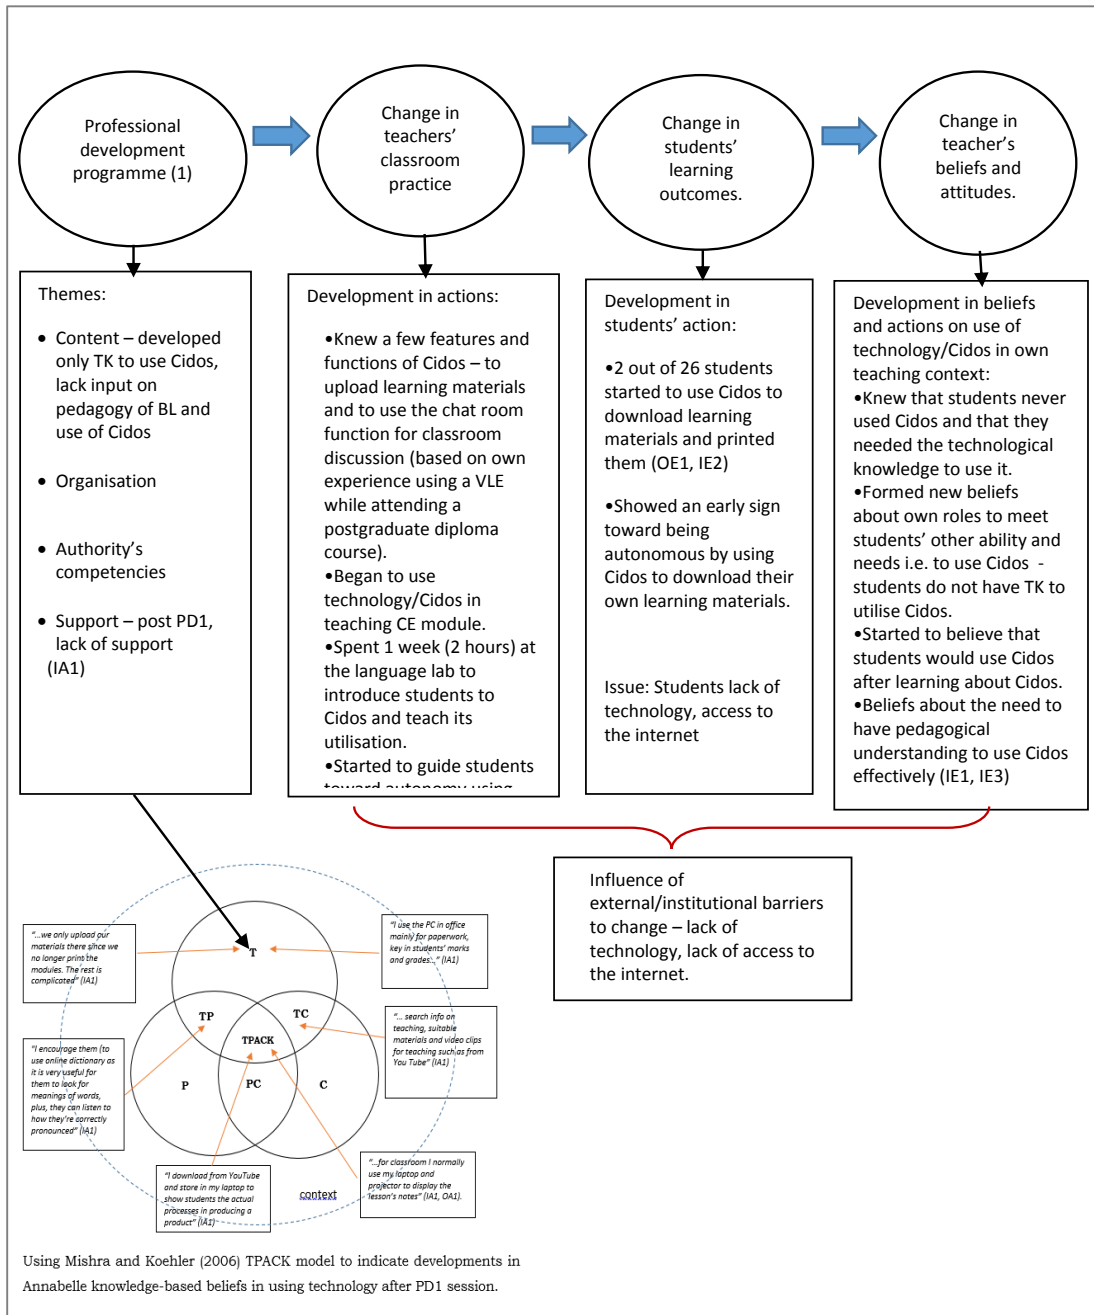 Professional
development
programme (1)
Change in
teachers’
classroom
practice
Change in
students’
learning
outcomes.
Change in
teacher’s
beliefs and
attitudes.
Themes:
• Content – developed
only TK to use Cidos,
lack input on
pedagogy of BL and
use of Cidos
• Organisation
• Authority’s
competencies
• Support – post PD1,
lack of support
(IA1)
Development in actions:
•Knew a few features and
functions of Cidos – to
upload learning materials
and to use the chat room
function for classroom
discussion (based on own
experience using a VLE
while attending a
postgraduate diploma
course).
•Began to use
technology/Cidos in
teaching CE module.
•Spent 1 week (2 hours) at
the language lab to
introduce students to
Cidos and teach its
utilisation.
•Started to guide students
toward autonomy using
Development in
students’ action:
•2 out of 26 students
started to use Cidos to
download learning
materials and printed
them (OE1, IE2)
•Showed an early sign
toward being
autonomous by using
Cidos to download their
own learning materials.
Issue: Students lack of
technology, access to
the internet
Development in beliefs
and actions on use of
technology/Cidos in own
teaching context:
•Knew that students never
used Cidos and that they
needed the technological
knowledge to use it.
•Formed new beliefs
about own roles to meet
students’ other ability and
needs i.e. to use Cidos -
students do not have TK to
utilise Cidos.
•Started to believe that
students would use Cidos
after learning about Cidos.
•Beliefs about the need to
have pedagogical
understanding to use Cidos
effectively (IE1, IE3)
Influence of
external/institutional barriers
to change – lack of
technology, lack of access to
the internet.
“...we only upload our
materials there since we
no longer print the
modules. The rest is
complicated” (IA1)
“I use the PC in office
mainly for paperwork,
key in students’ marks
and grades...” (IA1)
T
TP
TC
TPACK
P
PC
C
“... search info on
teaching, suitable
materials and video clips
for teaching such as from
You Tube” (IA1)
“I encourage them (to
use online dictionary as
it is very useful for
them to look for
meanings of words,
plus, they can listen to
how they’re correctly
pronounced” (IA1)
“I download from YouTube
and store in my laptop to
show students the actual
processes in producing a
product” (IA1)
context
“...for classroom I normally
use my laptop and
projector to display the
lesson’s notes” (IA1, OA1).
Using Mishra and Koehler (2006) TPACK model to indicate developments in
Annabelle knowledge-based beliefs in using technology after PD1 session.